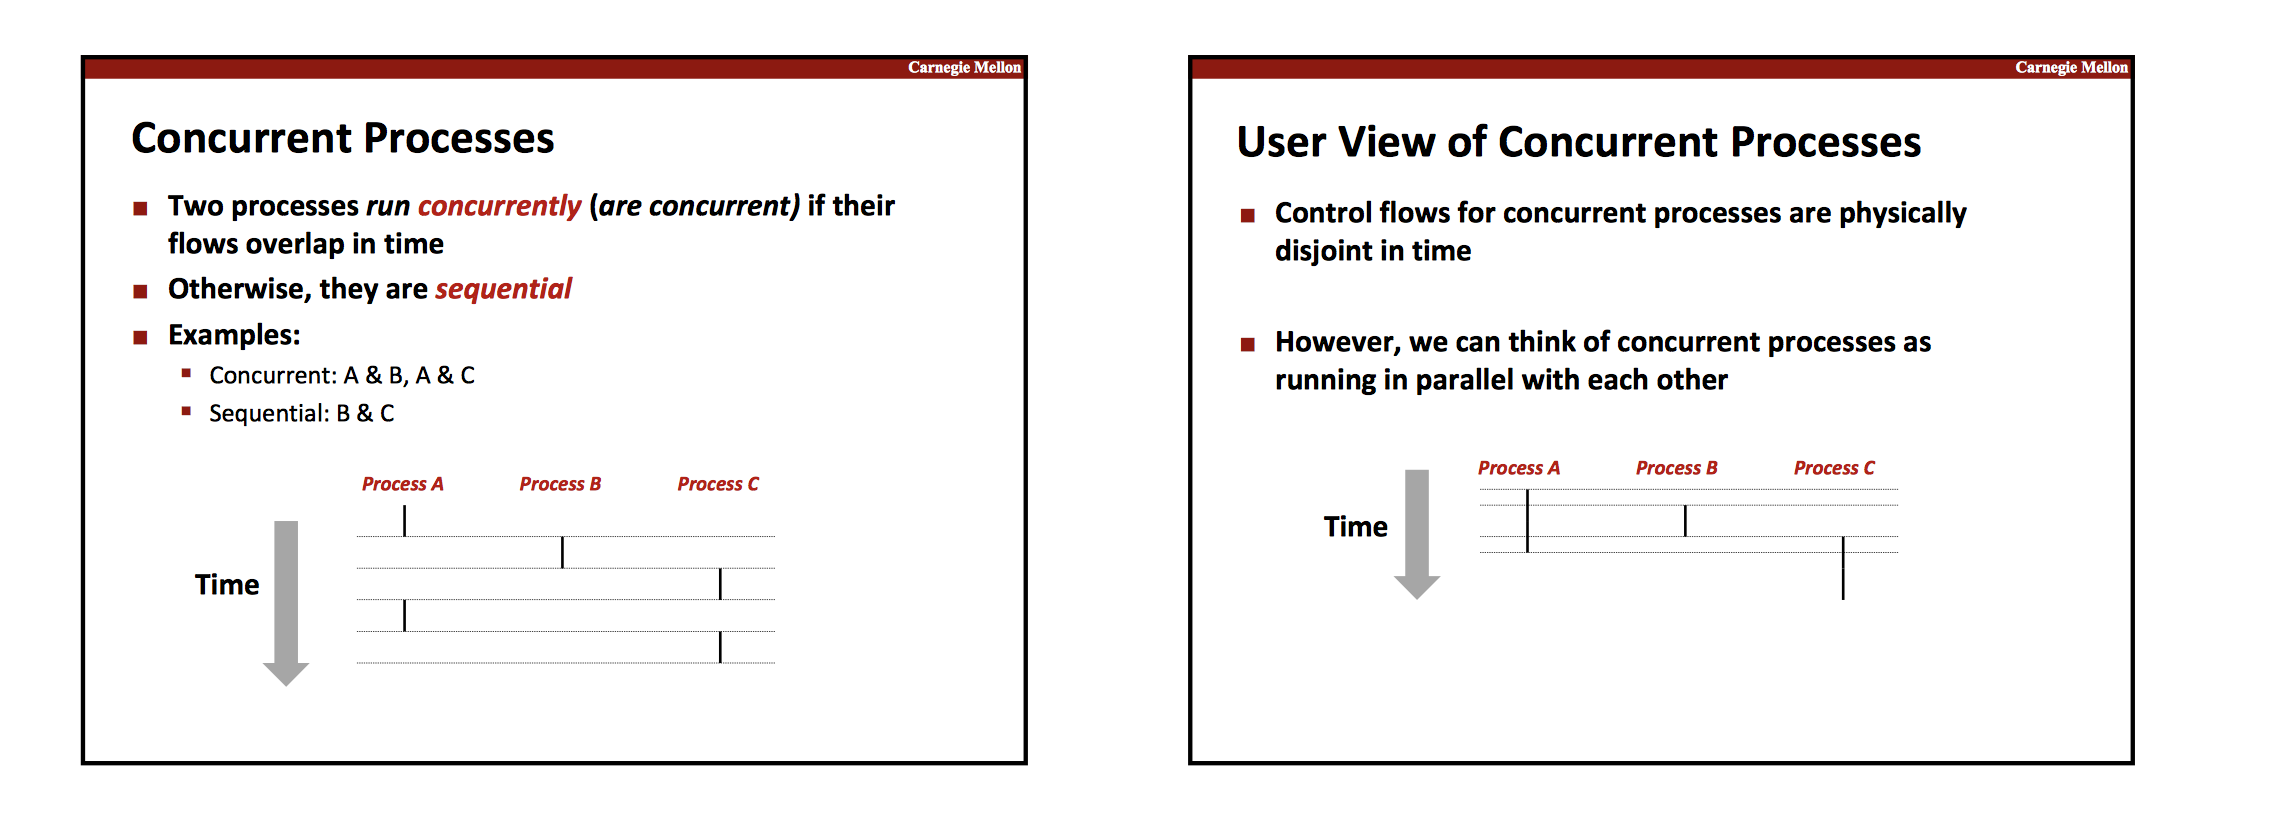 Carnegie Mellon
Concurrent Processes
Two processes run concurrently (are concurrent) if their
flows overlap in time
Otherwise, they are sequential
Examples:
Concurrent: A & B, A & C
Sequential: B & C
Process A Process B Process C
Time
Carnegie Mellon
User View of Concurrent Processes
Control flows for concurrent processes are physically
disjoint in time
However, we can think of concurrent processes as
running in parallel with each other
Process A Process B Process C
Time